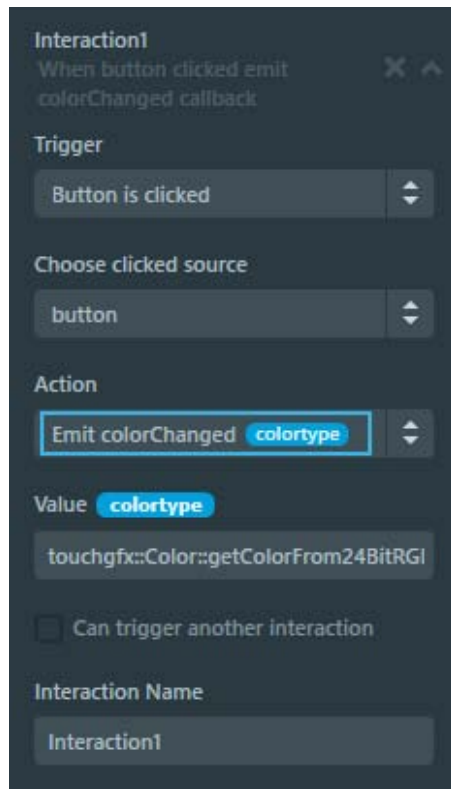 Interaction1
When button clicked emit
colorChanged callback
Trigger
Button is clicked
Choose clicked source
button
Action
Emit colorChanged colortype
Value colortype
touchgfx::Color::getColorFrom24BitRGI
Can trigger another interaction
Interaction Name
Interaction1